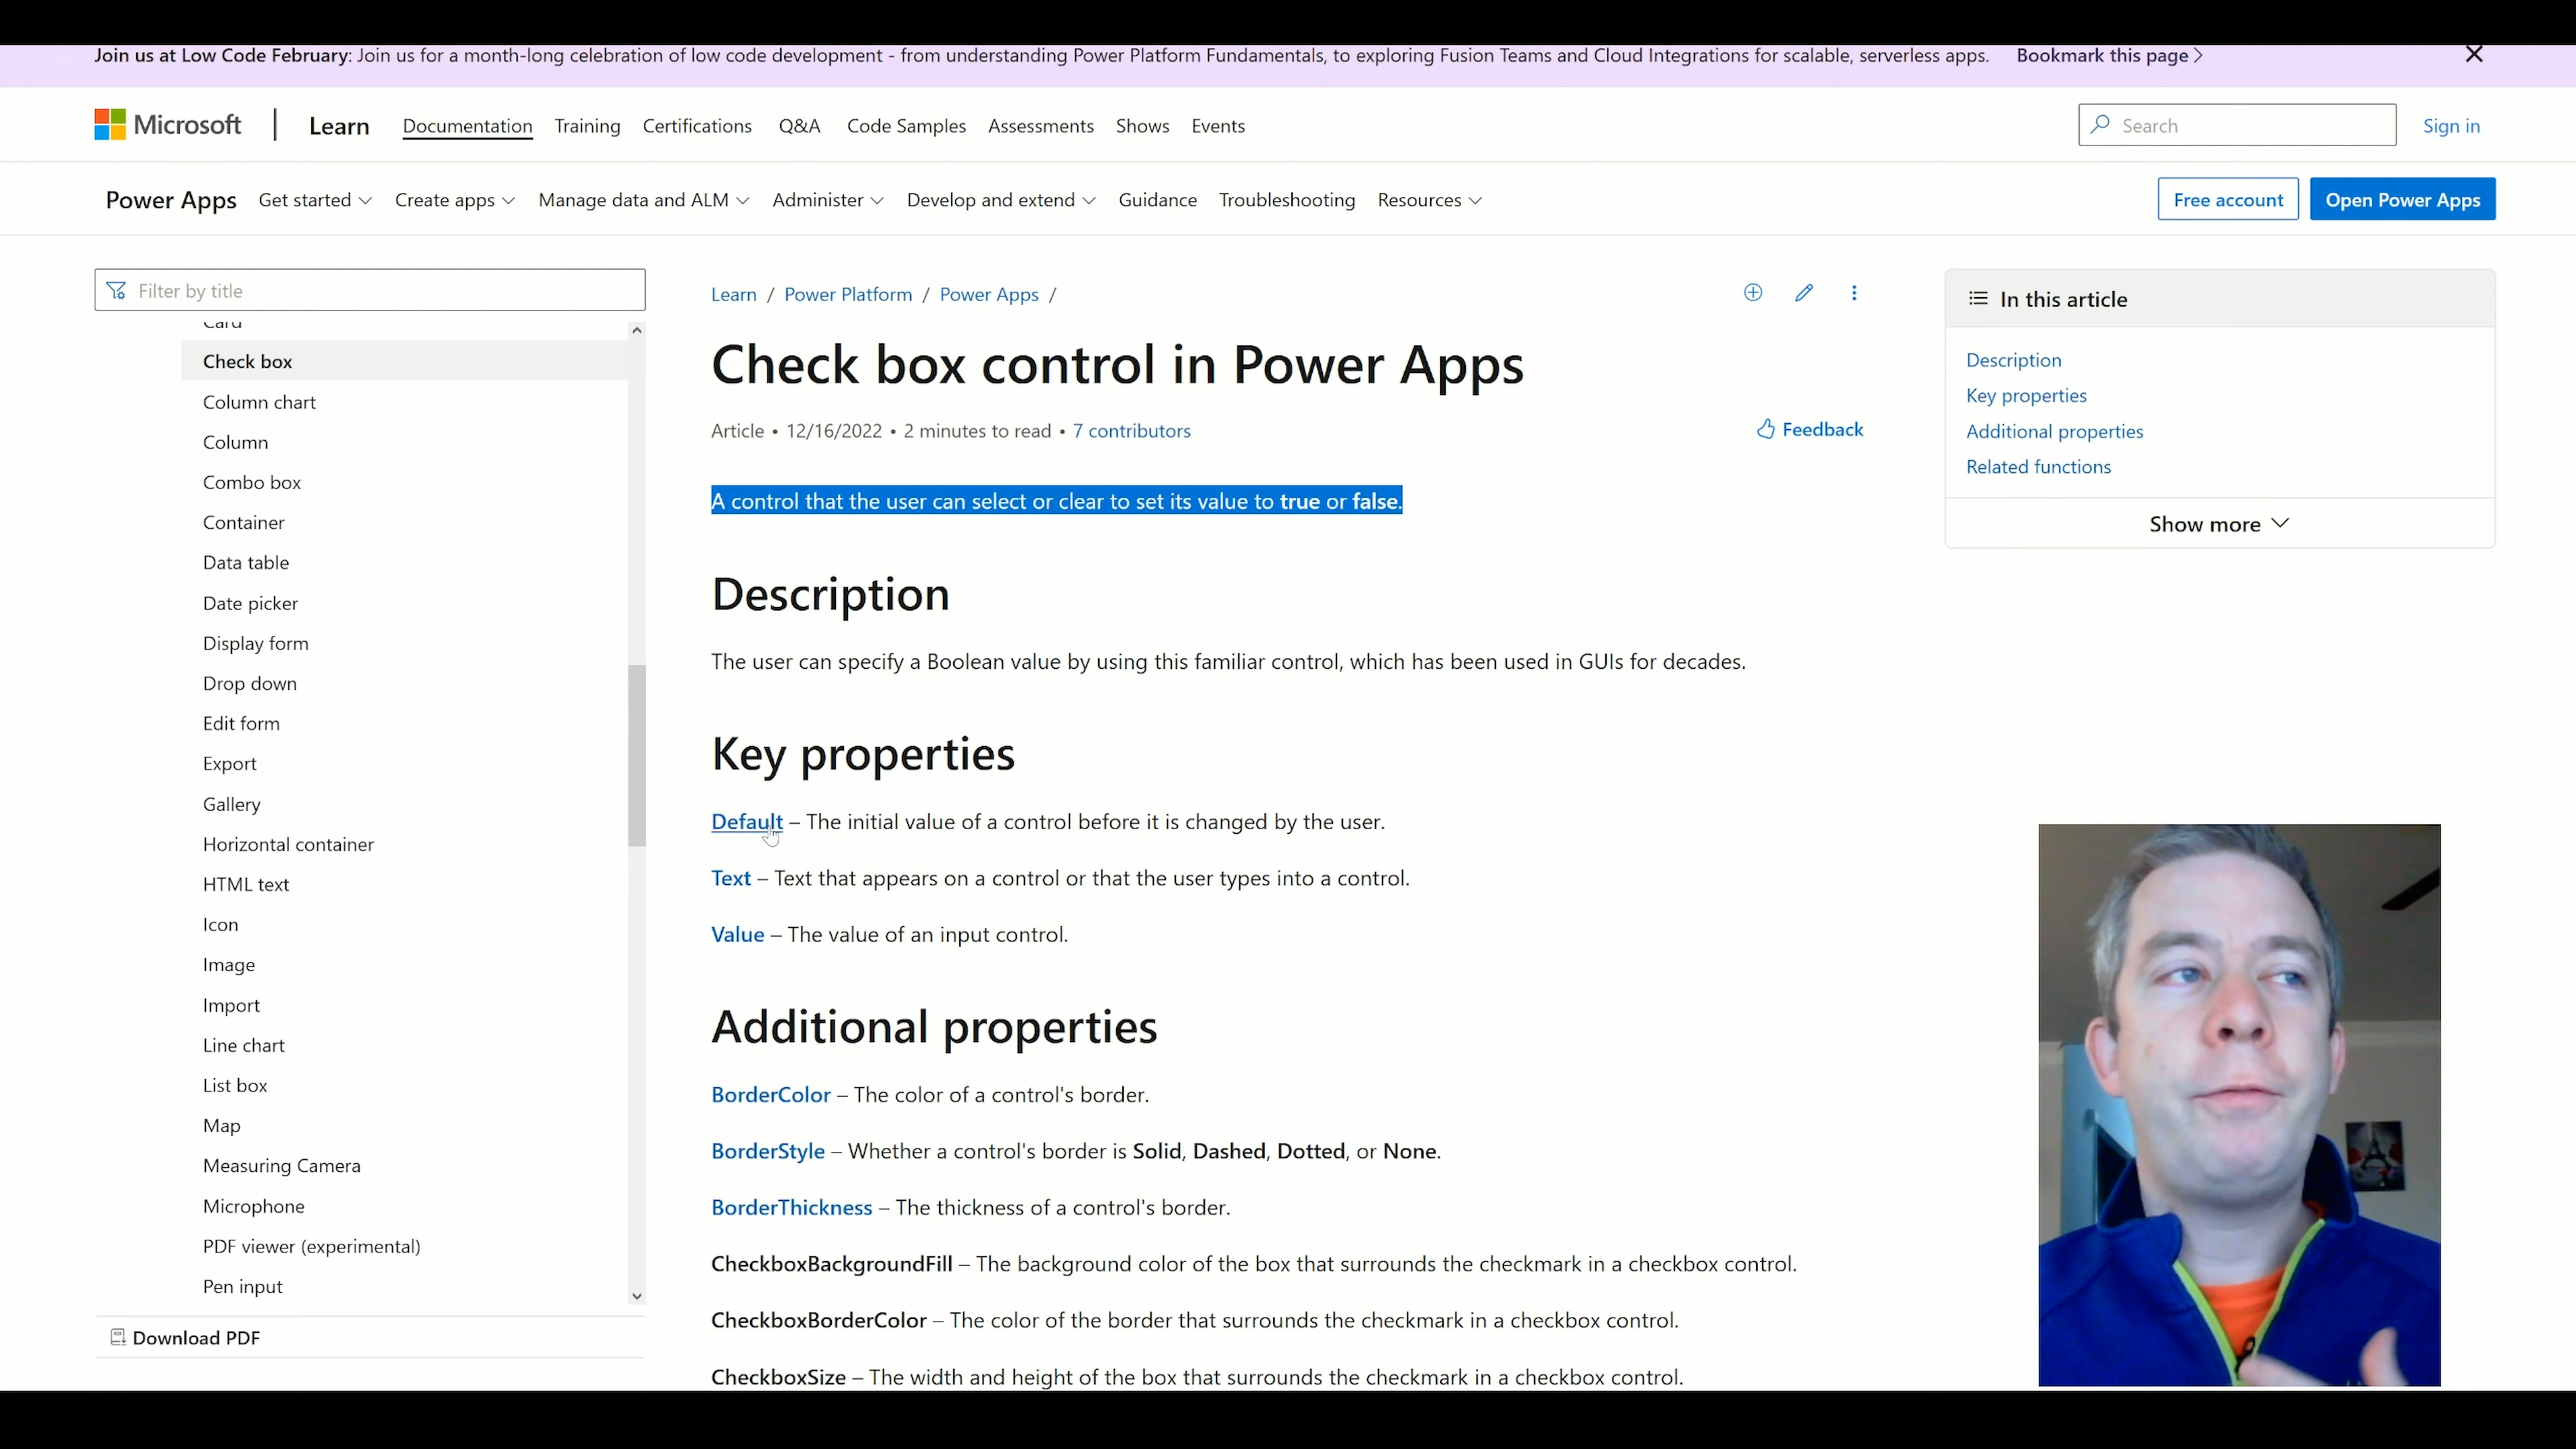 Join us at Low Code February: Join us for a month-long celebration of low code development - from understanding Power Platform Fundamentals, to exploring Fusion Teams and Cloud Integrations for scalable, serverless apps. Bookmark this page
Microsoft Learn Documentation Training Certifications Q&A Code Samples Assessments Shows Events Search Sign in
Power Apps Get started Create apps Manage data and ALM Administer Develop and extend Guidance Troubleshooting Resources Free account Open Power Apps
Filter by title
Card
Check box
Column chart
Column
Combo box
Container
Data table
Date picker
Display form
Drop down
Edit form
Export
Gallery
Horizontal container
HTML text
Icon
Image
Import
Line chart
List box
Map
Measuring Camera
Microphone
PDF viewer (experimental)
Pen input
Download PDF
Learn / Power Platform / Power Apps /
Check box control in Power Apps
Article • 12/16/2022 • 2 minutes to read • 7 contributors
Feedback
A control that the user can select or clear to set its value to true or false.
Description
The user can specify a Boolean value by using this familiar control, which has been used in GUIs for decades.
Key properties
Default – The initial value of a control before it is changed by the user.
Text – Text that appears on a control or that the user types into a control.
Value – The value of an input control.
Additional properties
BorderColor – The color of a control's border.
BorderStyle – Whether a control's border is Solid, Dashed, Dotted, or None.
BorderThickness – The thickness of a control's border.
CheckboxBackgroundFill – The background color of the box that surrounds the checkmark in a checkbox control.
CheckboxBorderColor – The color of the border that surrounds the checkmark in a checkbox control.
CheckboxSize – The width and height of the box that surrounds the checkmark in a checkbox control.
In this article
Description
Key properties
Additional properties
Related functions
Show more